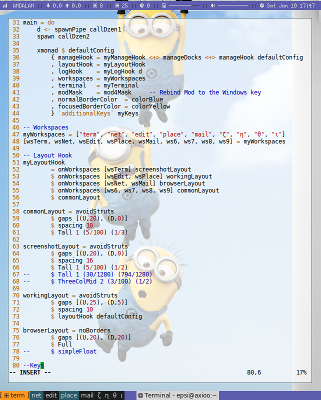 ANDALAN 0.0 0.0 8 25 0 Sat Jan 10 17:47
31 main = do
32 d <- spawnPipe callDzen1
33 spawn callDzen2
34
35 xmonad $ defaultConfig
36 { manageHook = myManageHook <+> manageDocks <+> manageHook defaultConfig
37 , layoutHook = myLayoutHook
38 , logHook = myLogHook d
39 , workspaces = myWorkspaces
40 , terminal = myTerminal
41 , modMask = mod4Mask -- Rebind Mod to the Windows key
42 , normalBorderColor = colorBlue
43 , focusedBorderColor = colorYellow
44 } `additionalKeys` myKeys
45
46 -- Workspaces
47 myWorkspaces = ["term", "net", "edit", "place", "mail", "ζ", "η", "θ", "ι"]
48 [wsTerm, wsNet, wsEdit, wsPlace, wsMail, ws6, ws7, ws8, ws9] = myWorkspaces
49
50 -- Layout Hook
51 myLayoutHook
52 = onWorkspaces [wsTerm] screenshotLayout
53 $ onWorkspaces [wsEdit, wsPlace] workingLayout
54 $ onWorkspaces [wsNet, wsMail] browserLayout
55 $ onWorkspaces [ws6, ws7, ws8, ws9] commonLayout
56 $ commonLayout
57
58 commonLayout = avoidStruts
59 $ gaps [(U,20), (D,0)]
60 $ spacing 10
61 $ Tall 1 (5/100) (1/3)
62
63 screenshotLayout = avoidStruts
64 $ gaps [(U,20), (D,0)]
65 $ spacing 16
66 $ Tall 1 (5/100) (1/2)
67 -- $ Tall 1 (30/1280) (794/1280)
68 -- $ ThreeColMid 2 (3/100) (1/2)
69
70 workingLayout = avoidStruts
71 $ gaps [(U,25), (D,5)]
72 $ spacing 10
73 $ layoutHook defaultConfig
74
75 browserLayout = noBorders
76 $ gaps [(U,20), (D,20)]
77 $ Full
78 -- $ simpleFloat
79
80 --Key
-- INSERT -- 80,6 17%
term net edit place mail ζ η θ ι Terminal - epsi@axioo:~